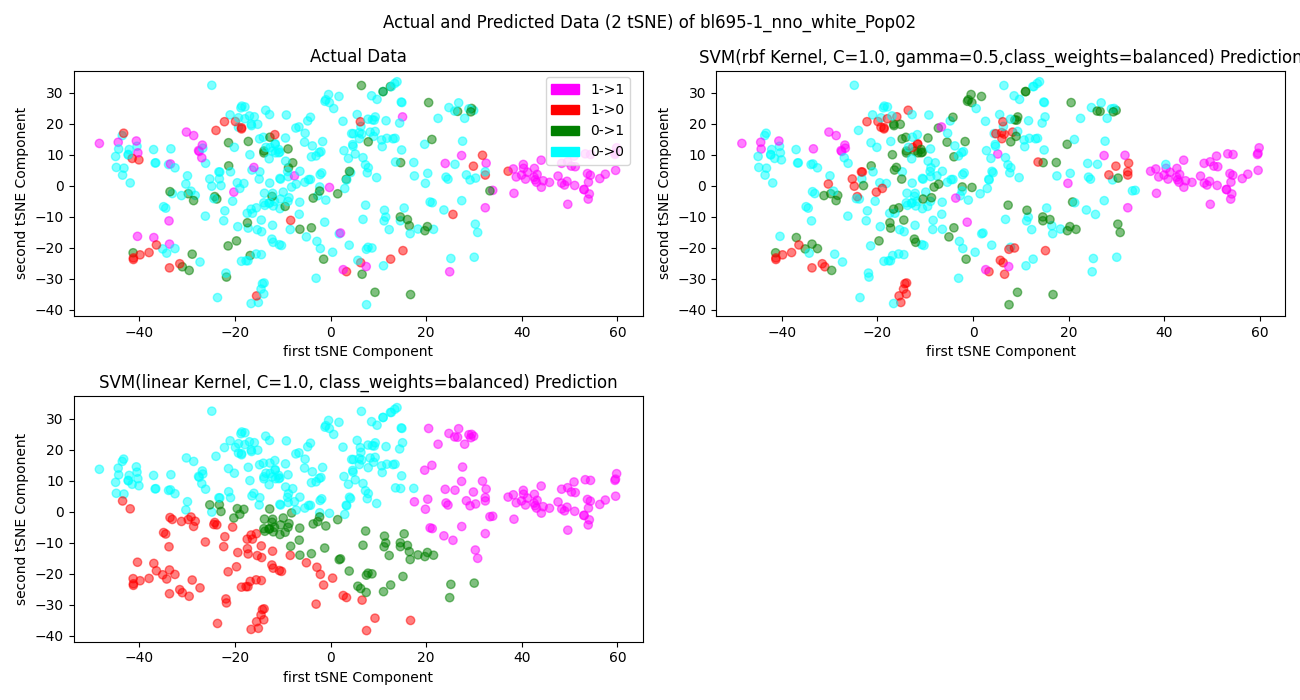 Actual and Predicted Data (2 tSNE) of bl695-1_nno_white_Pop02
Actual Data
second tSNE Component
30
20
10
0
−10
−20
−30
−40
1->1
1->0
0->1
0->0
−40 −20 0 20 40 60
first tSNE Component
SVM(rbf Kernel, C=1.0, gamma=0.5,class_weights=balanced) Prediction
second tSNE Component
30
20
10
0
−10
−20
−30
−40
−40 −20 0 20 40 60
first tSNE Component
SVM(linear Kernel, C=1.0, class_weights=balanced) Prediction
second tSNE Component
30
20
10
0
−10
−20
−30
−40
−40 −20 0 20 40 60
first tSNE Component